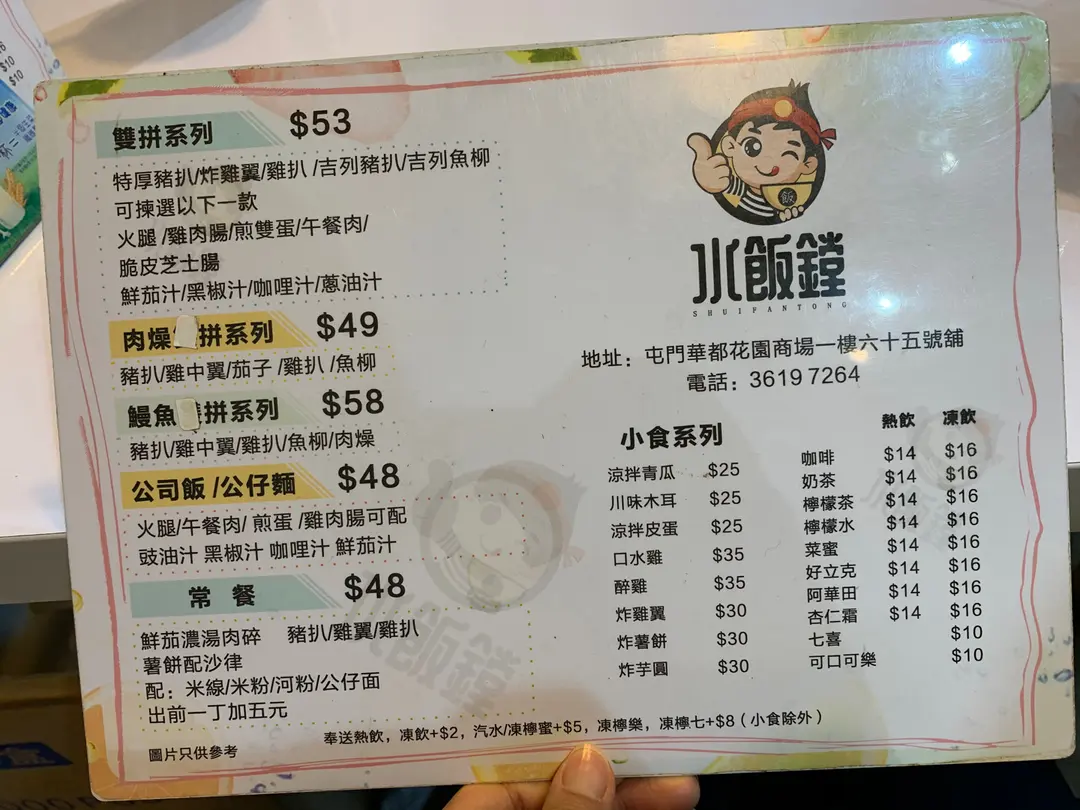 雙拼系列 $53
特厚豬扒/炸雞翼/雞扒 /吉列豬扒/吉列魚柳
可揀選以下一款
火腿 /雞肉腸/煎雙蛋/午餐肉/
脆皮芝士腸
鮮茄汁/黑椒汁/咖哩汁/蔥油汁
肉燥 拼系列 $49
豬扒/雞中翼/茄子 /雞扒 /魚柳
鰻魚 拼系列 $58
豬扒/雞中翼/雞扒/魚柳/肉燥
公司飯 /公仔麵 $48
火腿/午餐肉/ 煎蛋 /雞肉腸可配
豉油汁 黑椒汁 咖哩汁 鮮茄汁
常 餐 $48
鮮茄濃湯肉碎 豬扒/雞翼/雞扒
薯餅配沙律
配：米線/米粉/河粉/公仔面
出前一丁加五元
圖片只供參考
飯
水飯鏜
SHUIFANTONG
地址：屯門華都花園商場一樓六十五號舖
電話：3619 7264
小食系列
涼拌青瓜 $25
川味木耳 $25
涼拌皮蛋 $25
口水雞 $35
醉雞 $35
炸雞翼 $30
炸薯餅 $30
炸芋圓 $30
熱飲 凍飲
咖啡 $14 $16
奶茶 $14 $16
檸檬茶 $14 $16
檸檬水 $14 $16
菜蜜 $14 $16
好立克 $14 $16
阿華田 $14 $16
杏仁霜 $14 $16
七喜 $10
可口可樂 $10
奉送熱飲，凍飲+$2，汽水/凍檸蜜+$5，凍檸樂，凍檸七+$8（小食除外）